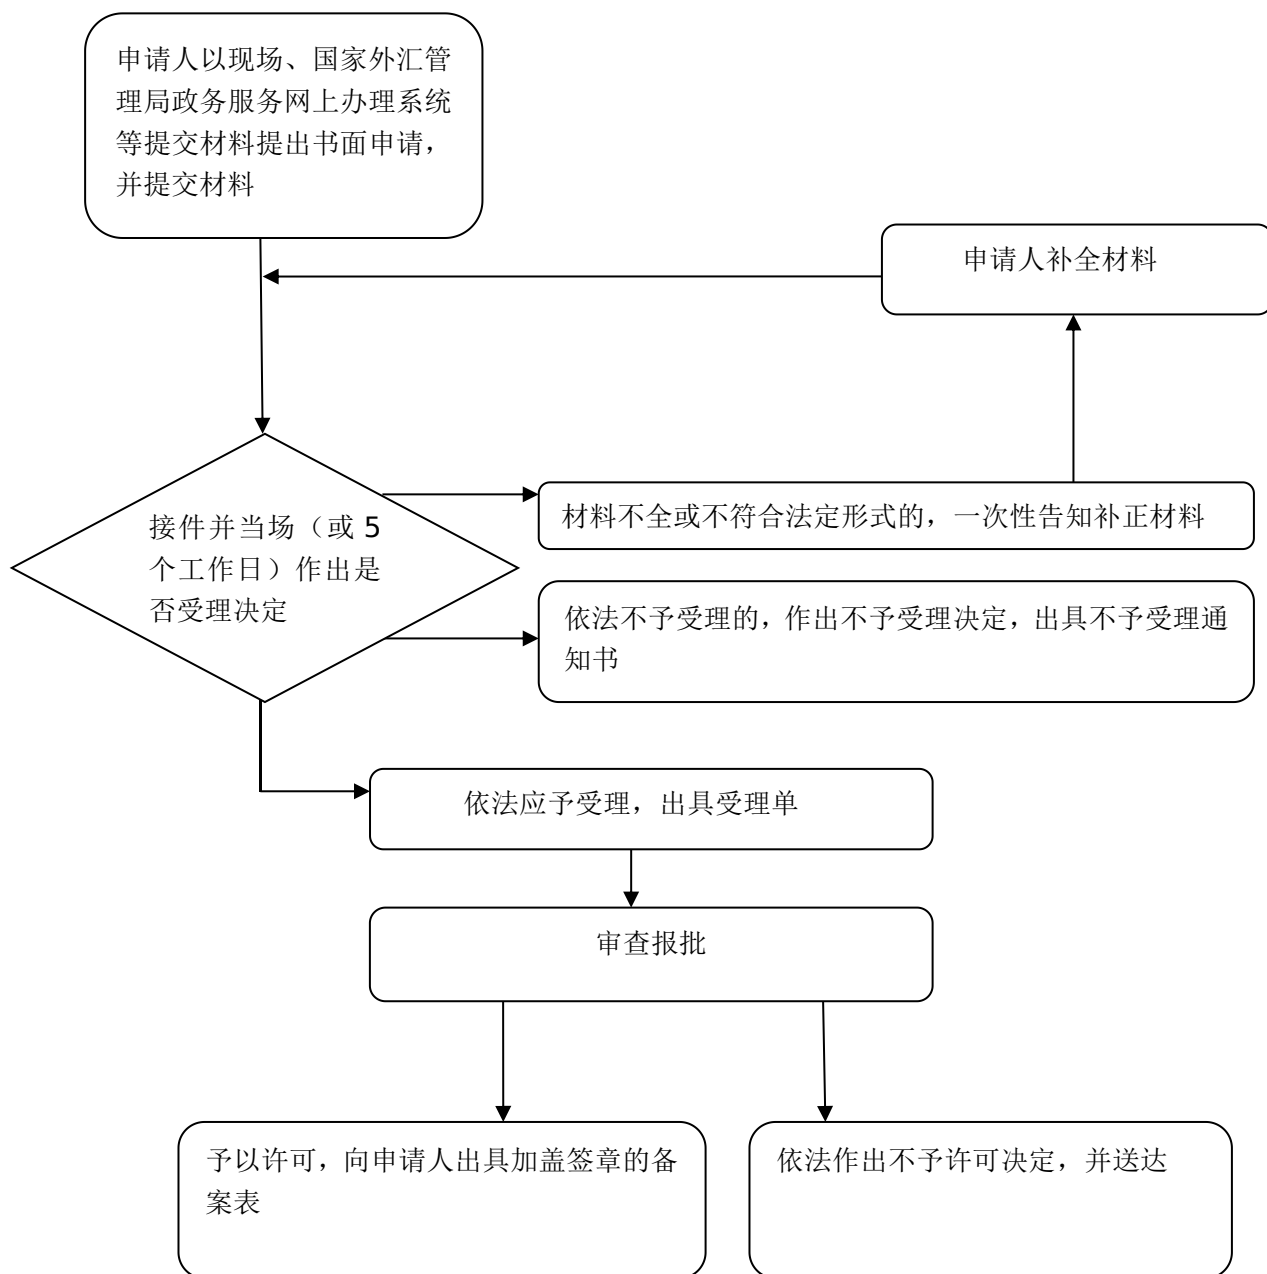 申请人以现场、国家外汇管
理局政务服务网上办理系统
等提交材料提出书面申请，
并提交材料
申请人补全材料
接件并当场（或 5
个工作日）作出是
否受理决定
材料不全或不符合法定形式的，一次性告知补正材料
依法不予受理的，作出不予受理决定，出具不予受理通
知书
依法应予受理，出具受理单
审查报批
予以许可，向申请人出具加盖签章的备
案表
依法作出不予许可决定，并送达